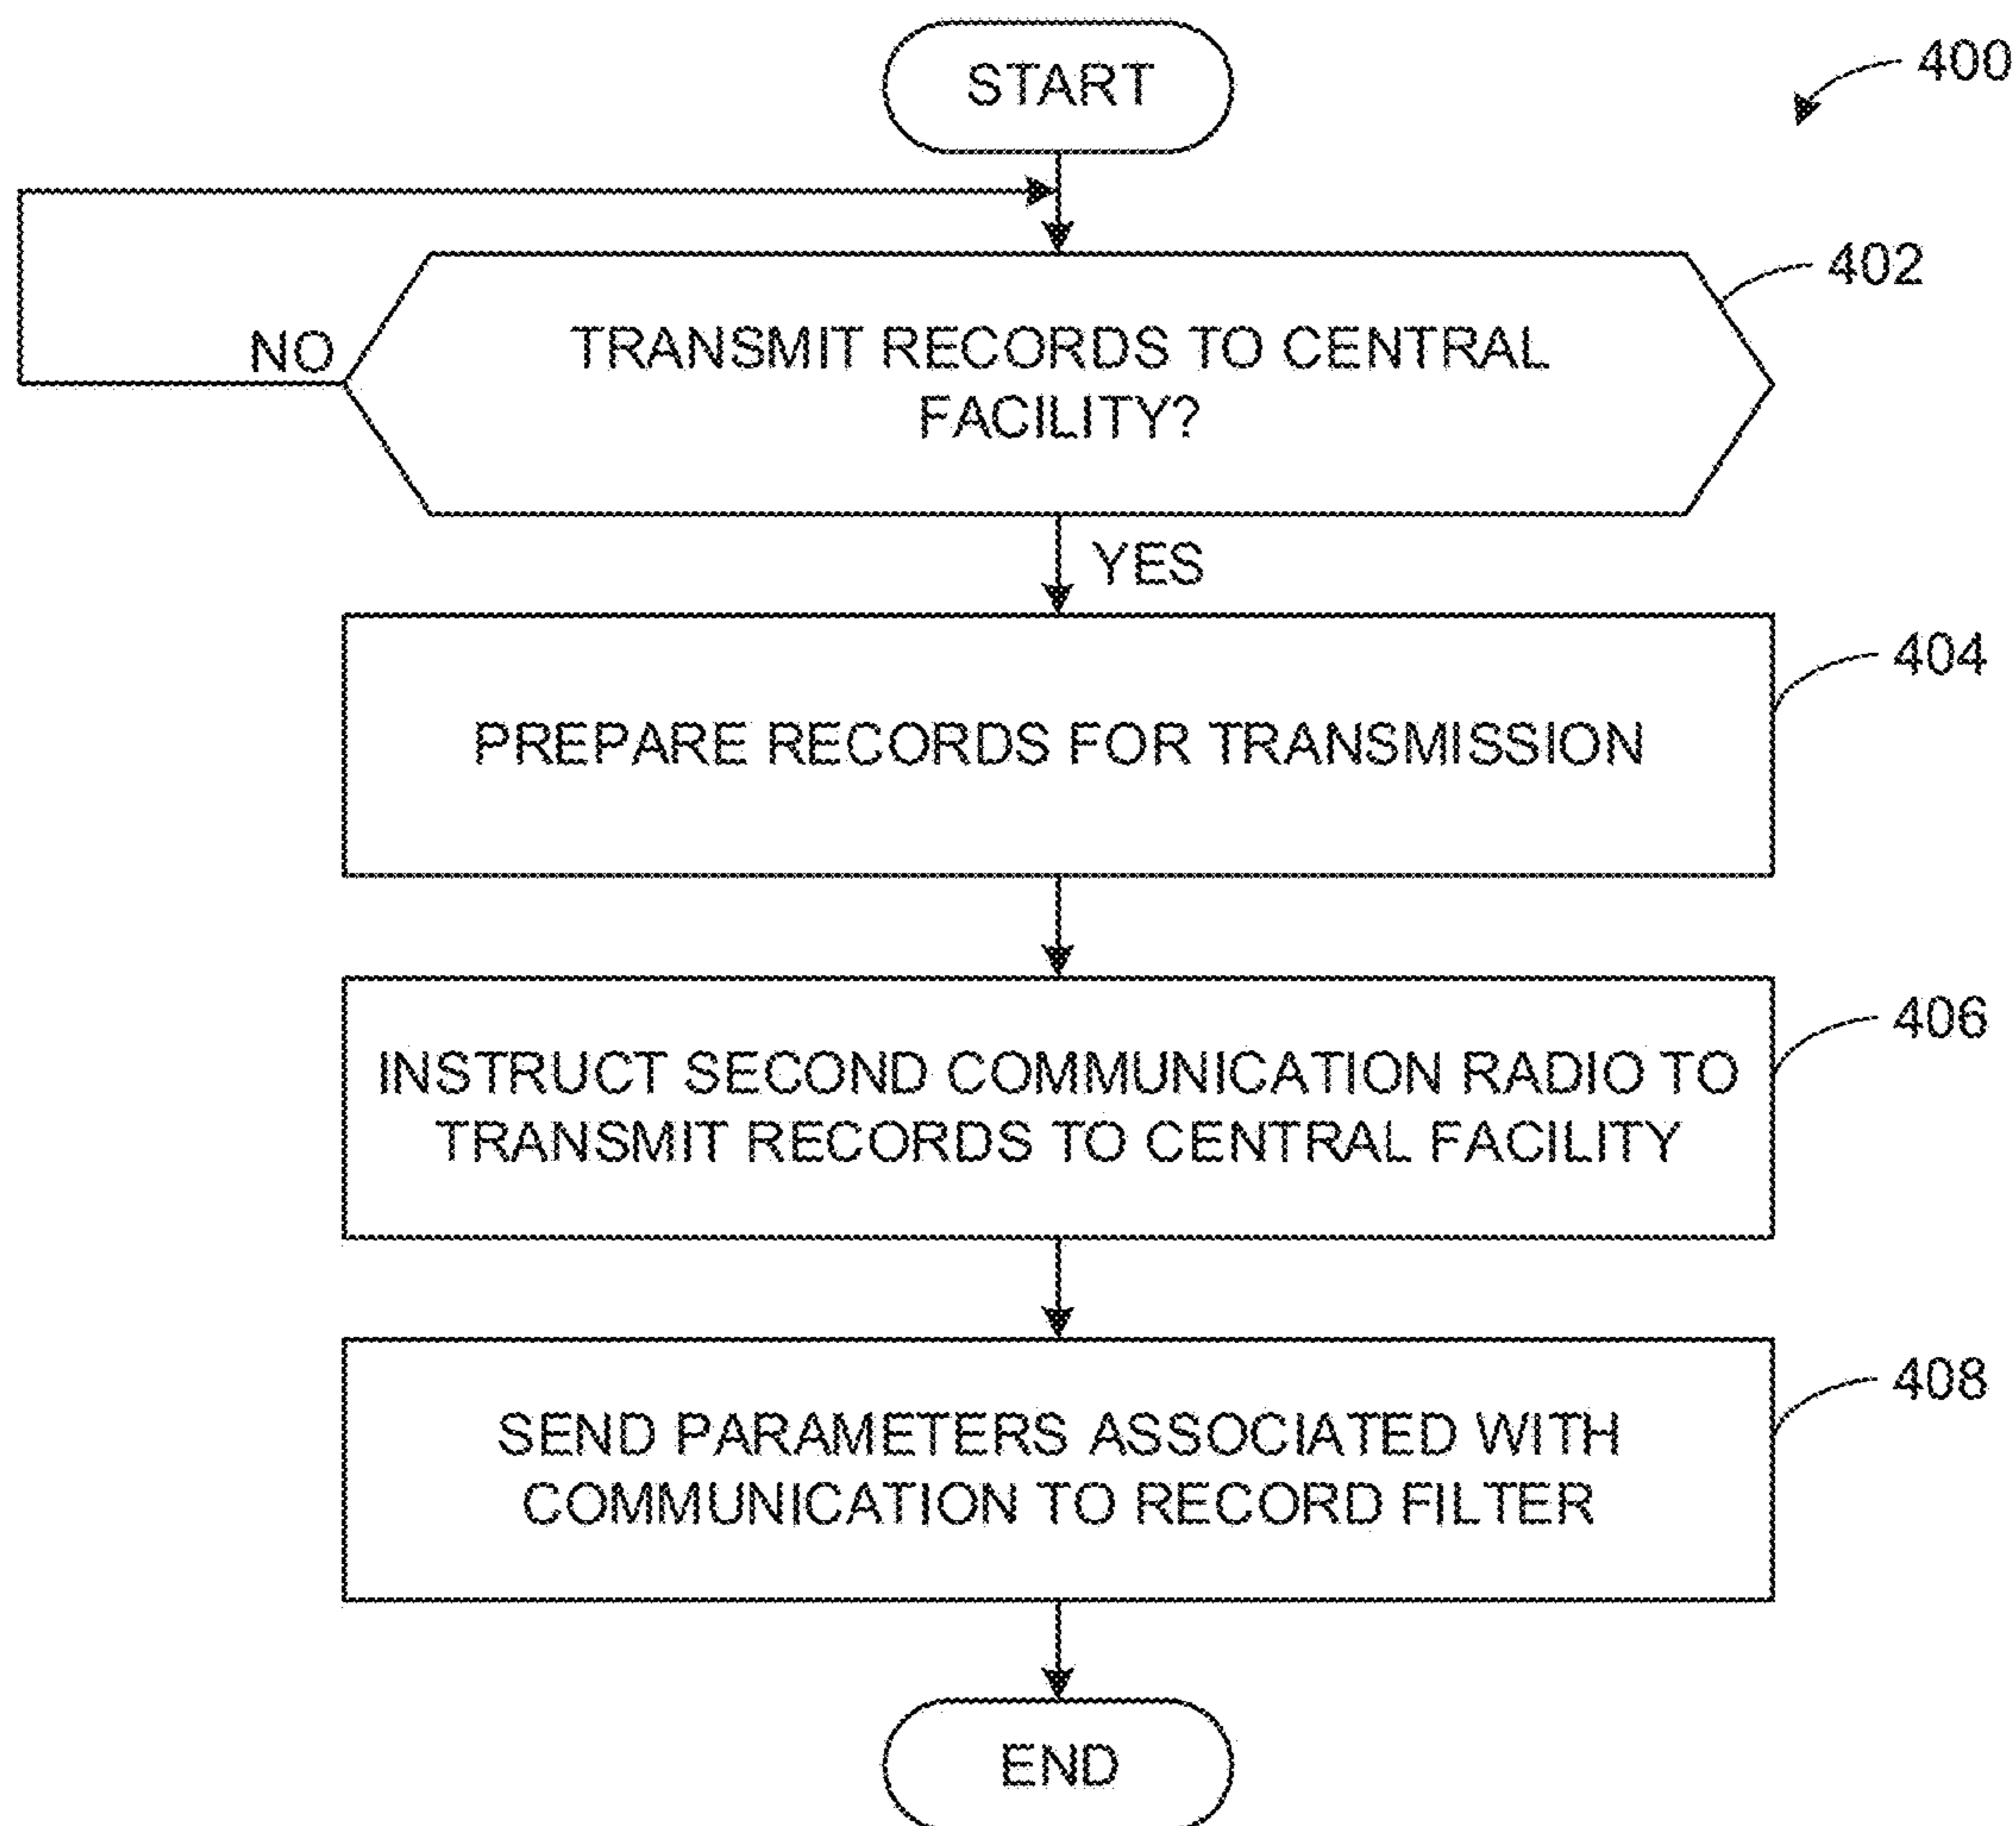 START
400
402
TRANSMIT RECORDS TO CENTRAL
FACILITY?
NO
YES
404
PREPARE RECORDS FOR TRANSMISSION
406
INSTRUCT SECOND COMMUNICATION RADIO TO
TRANSMIT RECORDS TO CENTRAL FACILITY
408
SEND PARAMETERS ASSOCIATED WITH
COMMUNICATION TO RECORD FILTER
END